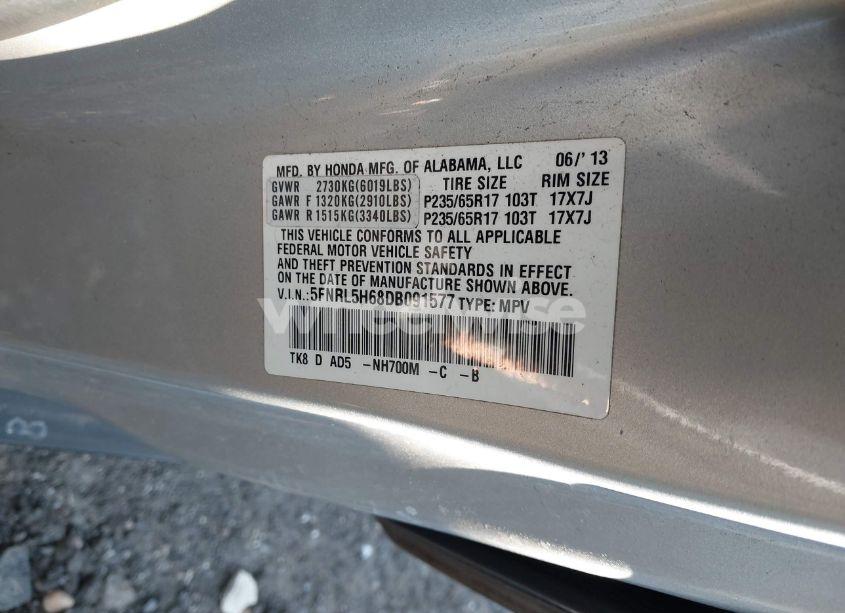 MFD. BY HONDA MFG. OF ALABAMA, LLC 06/'13
GVWR 2730KG(6019LBS) TIRE SIZE RIM SIZE
GAWR F 1320KG(2910LBS) P235/65R17 103T 17X7J
GAWR R 1515KG(3340LBS) P235/65R17 103T 17X7J
THIS VEHICLE CONFORMS TO ALL APPLICABLE
FEDERAL MOTOR VEHICLE SAFETY
AND THEFT PREVENTION STANDARDS IN EFFECT
ON THE DATE OF MANUFACTURE SHOWN ABOVE.
V.I.N.:5FNRL5H68DB091577 TYPE: MPV
wheelwise
TK8 D AD5 -NH700M -C -B
8